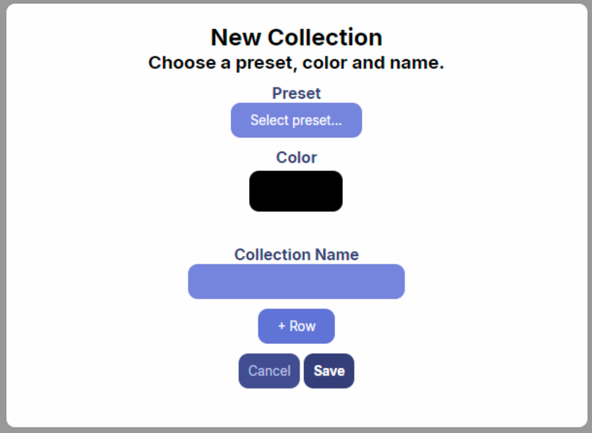 New Collection
Choose a preset, color and name.
Preset
Select preset...
Color
Collection Name
+ Row
Cancel Save